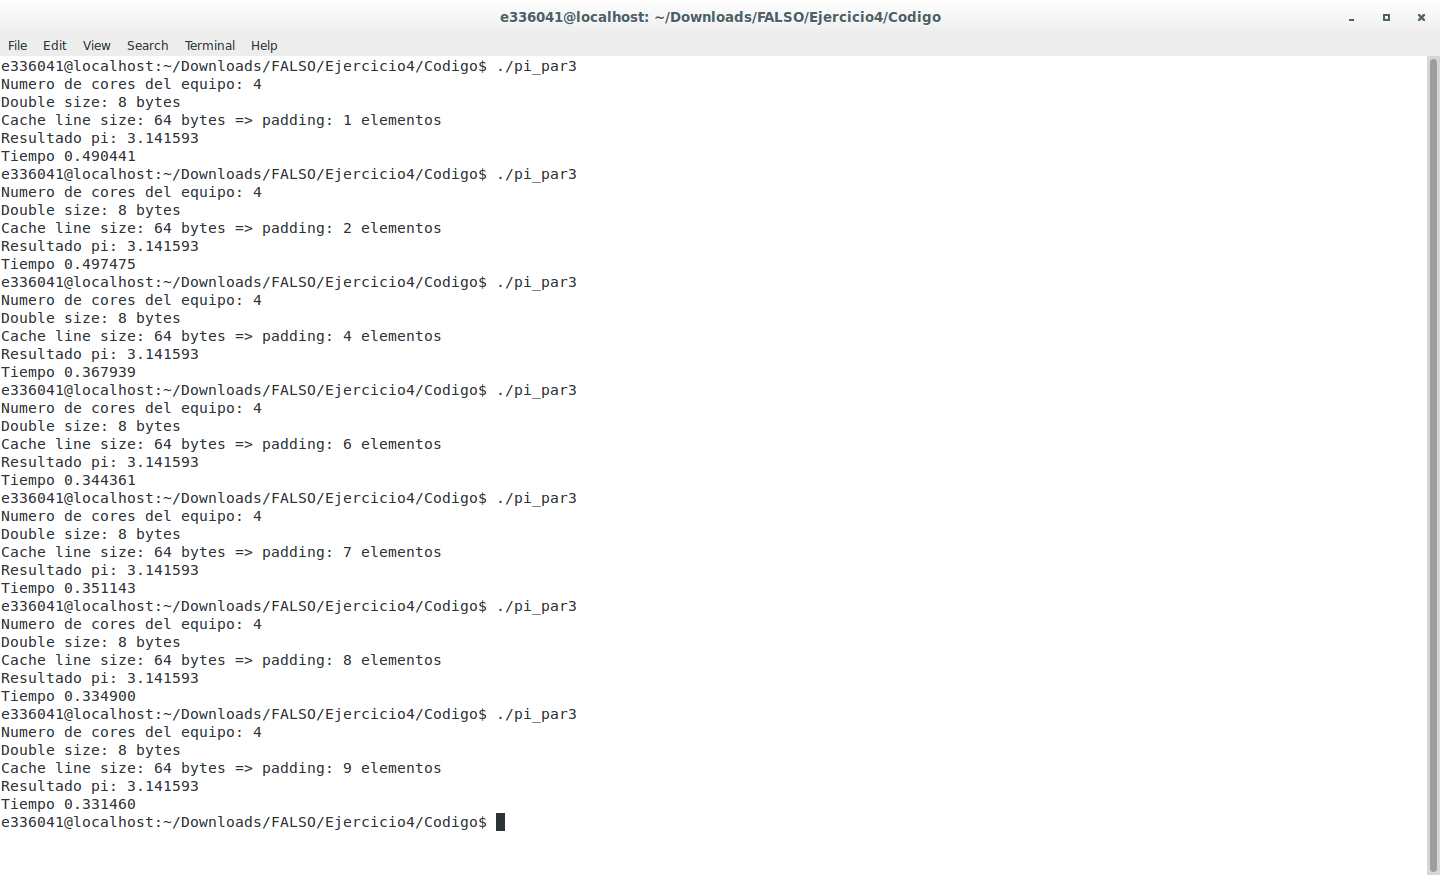 e336041@localhost: ~/Downloads/FALSO/Ejercicio4/Codigo
File Edit View Search Terminal Help
e336041@localhost:~/Downloads/FALSO/Ejercicio4/Codigo$ ./pi_par3
Numero de cores del equipo: 4
Double size: 8 bytes
Cache line size: 64 bytes => padding: 1 elementos
Resultado pi: 3.141593
Tiempo 0.490441
e336041@localhost:~/Downloads/FALSO/Ejercicio4/Codigo$ ./pi_par3
Numero de cores del equipo: 4
Double size: 8 bytes
Cache line size: 64 bytes => padding: 2 elementos
Resultado pi: 3.141593
Tiempo 0.497475
e336041@localhost:~/Downloads/FALSO/Ejercicio4/Codigo$ ./pi_par3
Numero de cores del equipo: 4
Double size: 8 bytes
Cache line size: 64 bytes => padding: 4 elementos
Resultado pi: 3.141593
Tiempo 0.367939
e336041@localhost:~/Downloads/FALSO/Ejercicio4/Codigo$ ./pi_par3
Numero de cores del equipo: 4
Double size: 8 bytes
Cache line size: 64 bytes => padding: 6 elementos
Resultado pi: 3.141593
Tiempo 0.344361
e336041@localhost:~/Downloads/FALSO/Ejercicio4/Codigo$ ./pi_par3
Numero de cores del equipo: 4
Double size: 8 bytes
Cache line size: 64 bytes => padding: 7 elementos
Resultado pi: 3.141593
Tiempo 0.351143
e336041@localhost:~/Downloads/FALSO/Ejercicio4/Codigo$ ./pi_par3
Numero de cores del equipo: 4
Double size: 8 bytes
Cache line size: 64 bytes => padding: 8 elementos
Resultado pi: 3.141593
Tiempo 0.334900
e336041@localhost:~/Downloads/FALSO/Ejercicio4/Codigo$ ./pi_par3
Numero de cores del equipo: 4
Double size: 8 bytes
Cache line size: 64 bytes => padding: 9 elementos
Resultado pi: 3.141593
Tiempo 0.331460
e336041@localhost:~/Downloads/FALSO/Ejercicio4/Codigo$